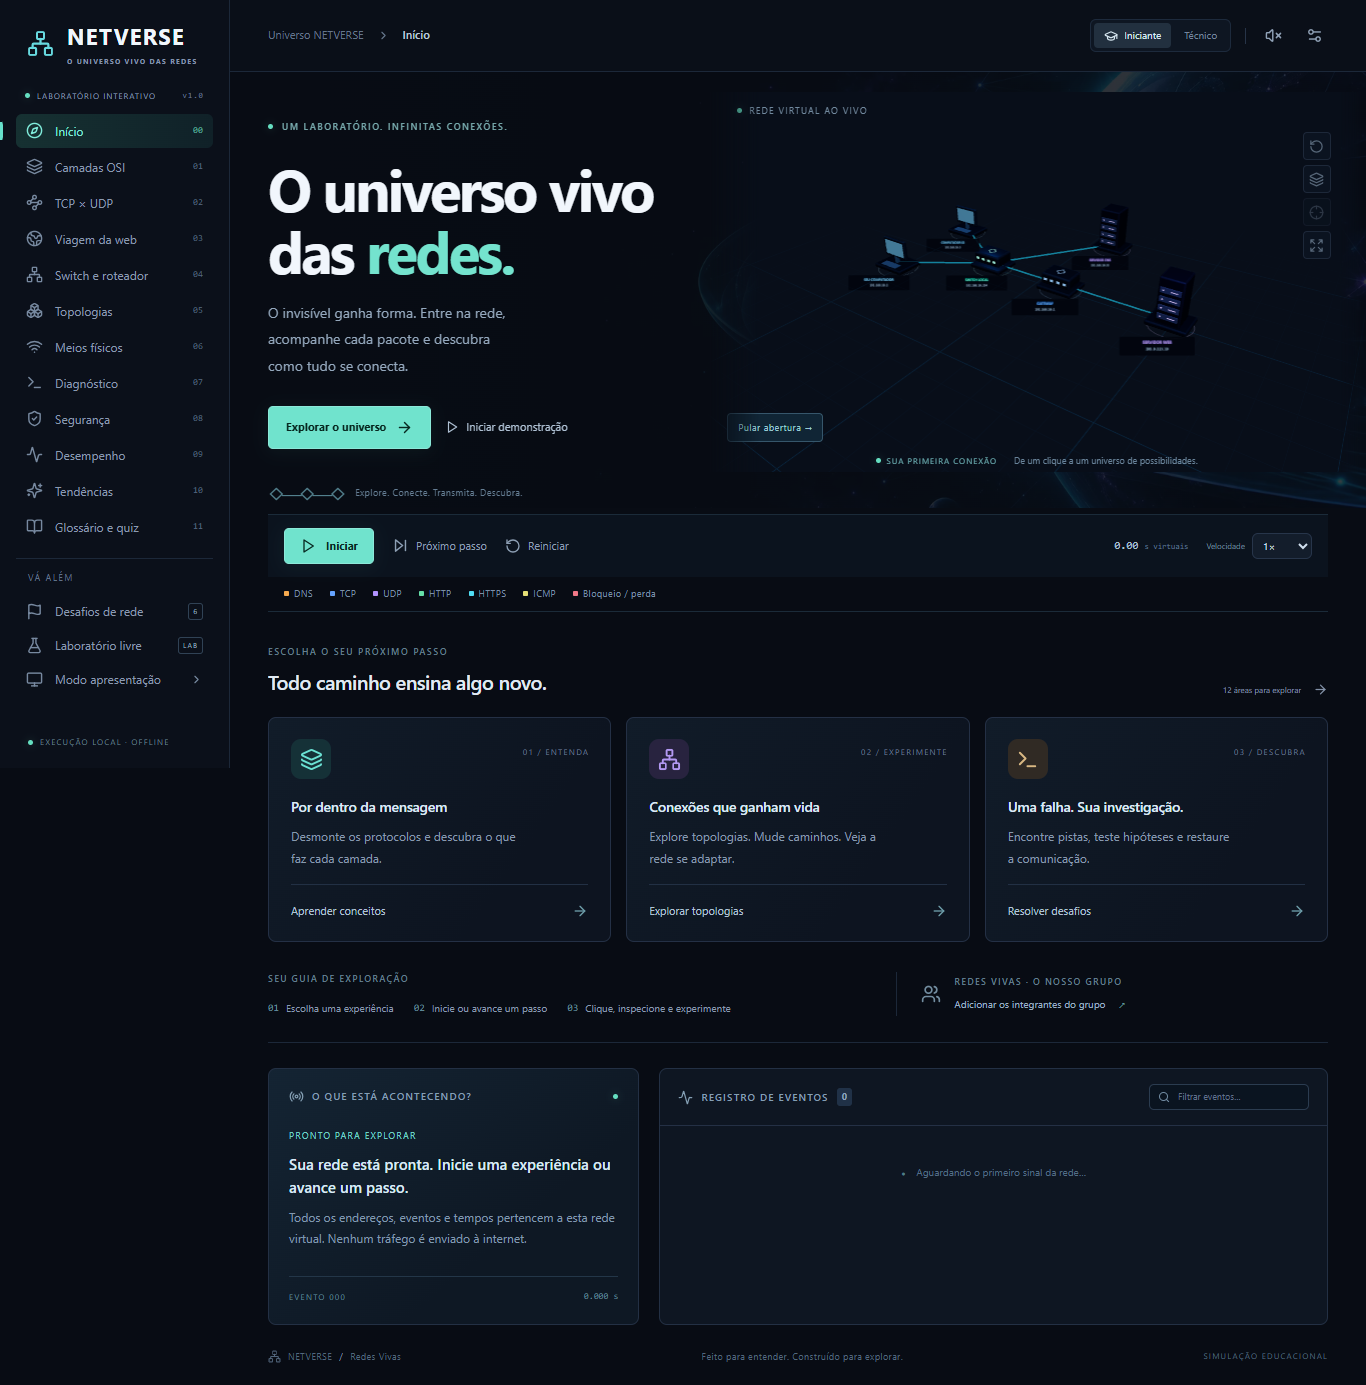 NETVERSE
O UNIVERSO VIVO DAS REDES
LABORATÓRIO INTERATIVO v1.0
Início 00
Camadas OSI 01
TCP × UDP 02
Viagem da web 03
Switch e roteador 04
Topologias 05
Meios físicos 06
Diagnóstico 07
Segurança 08
Desempenho 09
Tendências 10
Glossário e quiz 11
VÁ ALÉM
Desafios de rede 6
Laboratório livre LAB
Modo apresentação
EXECUÇÃO LOCAL · OFFLINE
Universo NETVERSE > Início
Iniciante Técnico
UM LABORATÓRIO. INFINITAS CONEXÕES.
O universo vivo
das redes.
O invisível ganha forma. Entre na rede,
acompanhe cada pacote e descubra
como tudo se conecta.
Explorar o universo →
Iniciar demonstração
Explore. Conecte. Transmita. Descubra.
REDE VIRTUAL AO VIVO
SEU COMPUTADOR
SWITCH LOCAL
GATEWAY
SERVIDOR WEB
Pular abertura →
SUA PRIMEIRA CONEXÃO De um clique a um universo de possibilidades.
Iniciar Próximo passo Reiniciar
0.00 s virtuais Velocidade 1×
DNS TCP UDP HTTP HTTPS ICMP Bloqueio / perda
ESCOLHA O SEU PRÓXIMO PASSO
Todo caminho ensina algo novo.
12 áreas para explorar →
01 / ENTENDA
Por dentro da mensagem
Desmonte os protocolos e descubra o que
faz cada camada.
Aprender conceitos →
02 / EXPERIMENTE
Conexões que ganham vida
Explore topologias. Mude caminhos. Veja a
rede se adaptar.
Explorar topologias →
03 / DESCUBRA
Uma falha. Sua investigação.
Encontre pistas, teste hipóteses e restaure
a comunicação.
Resolver desafios →
SEU GUIA DE EXPLORAÇÃO
01 Escolha uma experiência 02 Inicie ou avance um passo 03 Clique, inspecione e experimente
REDES VIVAS · O NOSSO GRUPO
Adicionar os integrantes do grupo ↗
O QUE ESTÁ ACONTECENDO?
PRONTO PARA EXPLORAR
Sua rede está pronta. Inicie uma experiência ou
avance um passo.
Todos os endereços, eventos e tempos pertencem a esta rede
virtual. Nenhum tráfego é enviado à internet.
EVENTO 000 0.000 s
REGISTRO DE EVENTOS 0
Filtrar eventos...
Aguardando o primeiro sinal da rede...
NETVERSE / Redes Vivas
Feito para entender. Construído para explorar.
SIMULAÇÃO EDUCACIONAL